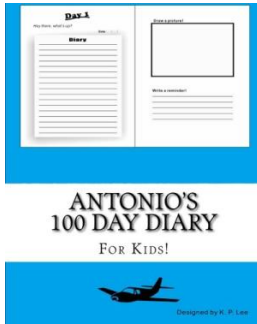 Day 1
Hey there, what's up?
Date
Diary
Draw a picture!
Write a reminder!
ANTONIO'S
100 DAY DIARY
FOR KIDS!
Designed by K. P. Lee